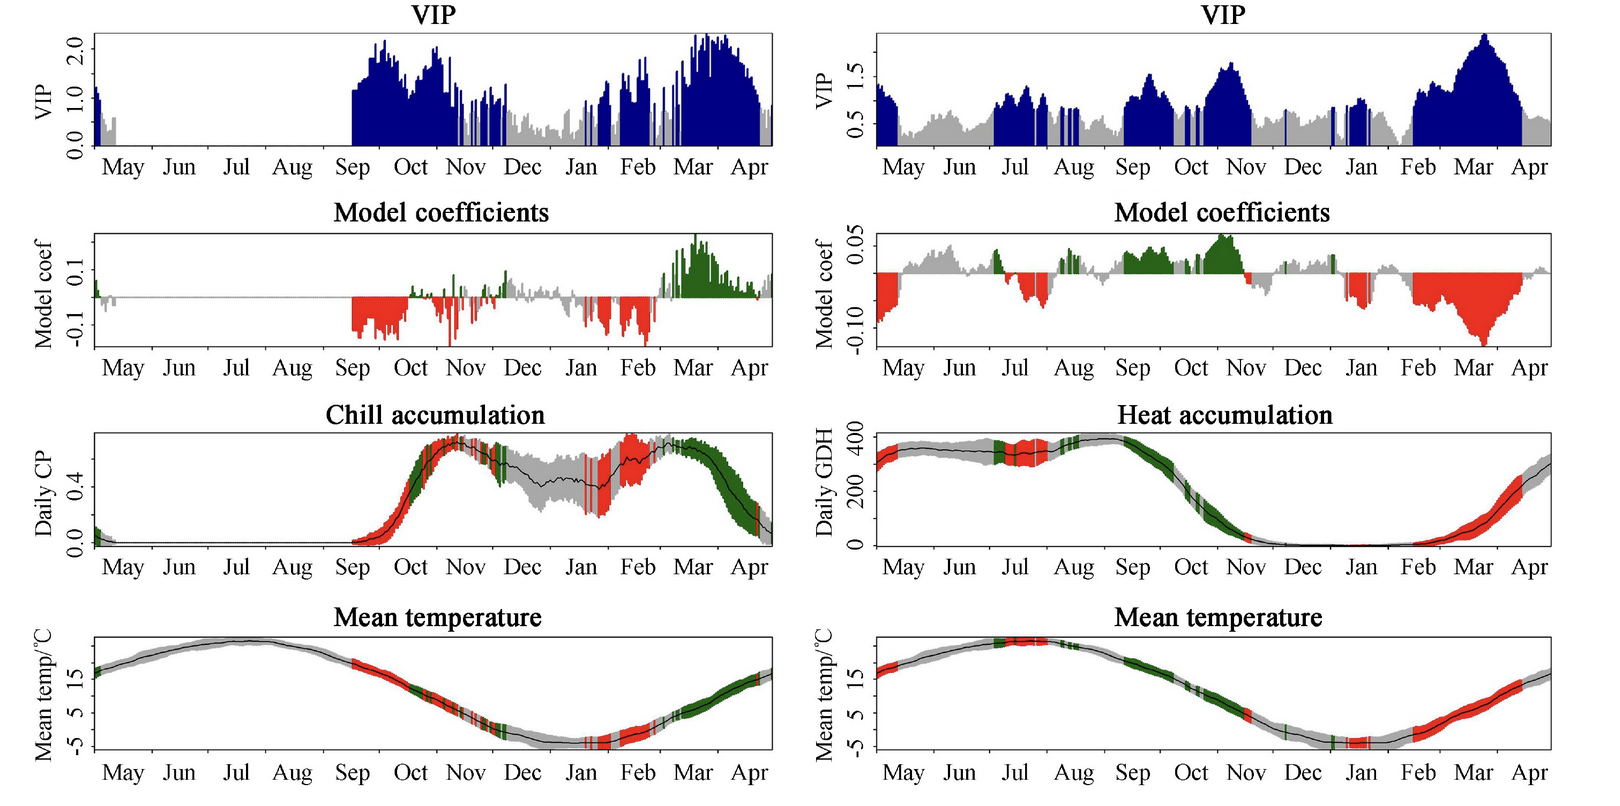 VIP
VIP
2.0
1.0
0.0
May Jun Jul Aug Sep Oct Nov Dec Jan Feb Mar Apr
VIP
VIP
1.5
0.5
May Jun Jul Aug Sep Oct Nov Dec Jan Feb Mar Apr
Model coefficients
Model coef
0.1
-0.1
May Jun Jul Aug Sep Oct Nov Dec Jan Feb Mar Apr
Model coefficients
Model coef
0.05
-0.10
May Jun Jul Aug Sep Oct Nov Dec Jan Feb Mar Apr
Chill accumulation
Daily CP
0.4
0.0
May Jun Jul Aug Sep Oct Nov Dec Jan Feb Mar Apr
Heat accumulation
Daily GDH
400
200
0
May Jun Jul Aug Sep Oct Nov Dec Jan Feb Mar Apr
Mean temperature
Mean temp/℃
15
5
-5
May Jun Jul Aug Sep Oct Nov Dec Jan Feb Mar Apr
Mean temperature
Mean temp/℃
15
5
-5
May Jun Jul Aug Sep Oct Nov Dec Jan Feb Mar Apr